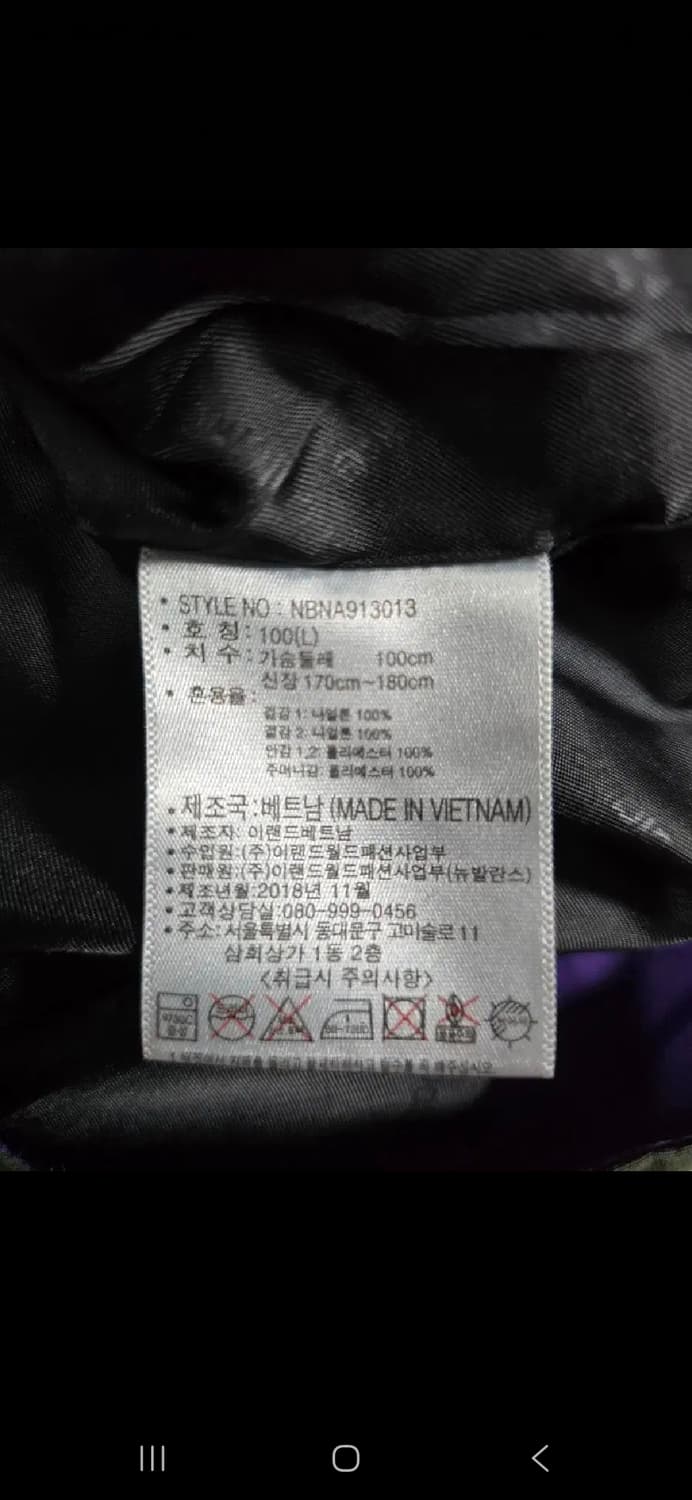 • STYLE NO : NBNA913013
• 호 칭 : 100(L)
• 치 수 : 가슴둘레 100cm
신장 170cm~180cm
• 혼용율 :
겉감 1: 나일론 100%
겉감 2: 나일론 100%
안감 1,2: 폴리에스터 100%
주머니감: 폴리에스터 100%
• 제조국:베트남 (MADE IN VIETNAM)
• 제조자: 이랜드베트남
• 수입원:(주)이랜드월드패션사업부
• 판매원:(주)이랜드월드패션사업부(뉴발란스)
• 제조년월:2018년 11월
• 고객상담실:080-999-0456
• 주소: 서울특별시 동대문구 고미술로 11
삼희상가 1동 2층
<취급시 주의사항>
중성